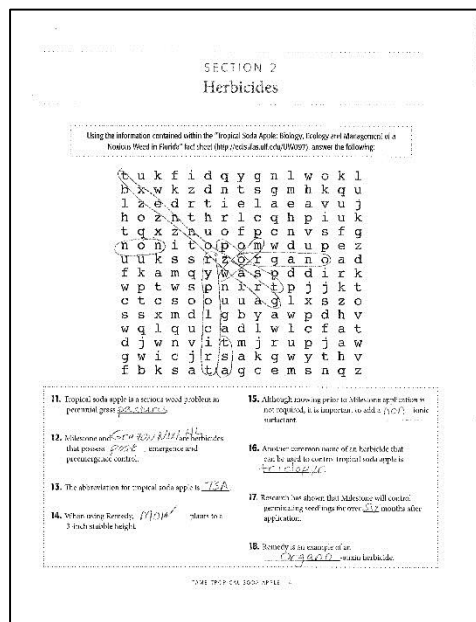 SECTION 2
Herbicides
Using the information contained within the "Tropical Soda Apple: Biology, Ecology and Management of a
Noxious Weed in Florida" fact sheet (http://edis.ifas.ufl.edu/UW097) answer the following:
t u k f i d q y g n l w o k l
b x w k z d n t s g m h k q u
l z e d r t i e l a e a v u j
h o z n t h r l c q h p i u k
t q x z n u o f p c n v s f g
n o n i t o p o m w d u p e z
u u k s s r z o r g a n o a d
f k a m q y w a s p d d i r k
w p t w s p n i r t p j j k t
c t c s o o u u a g l x s z o
s s x m d l g b y a w p d h v
w q l q u c a d l w l c f a t
d j w n v i t m j r u p j a w
g w i c j r s a k g w y t h v
f b k s a t a g c e m s n q z
11. Tropical soda apple is a serious weed problem in
perennial grass pastures
12. Milestone and are herbicides
that possess post emergence and
preemergence control.
13. The abbreviation for tropical soda apple is TSA
14. When using Remedy, mow plants to a
3-inch stubble height.
15. Although mowing prior to Milestone application is
not required, it is important to add a non ionic
surfactant.
16. Another common name of an herbicide that
can be used to control tropical soda apple is
triclopyr
17. Research has shown that Milestone will control
germinating seedlings for over six months after
application.
18. Remedy is an example of an
organo -auxin herbicide.
TAME TROPICAL SODA APPLE